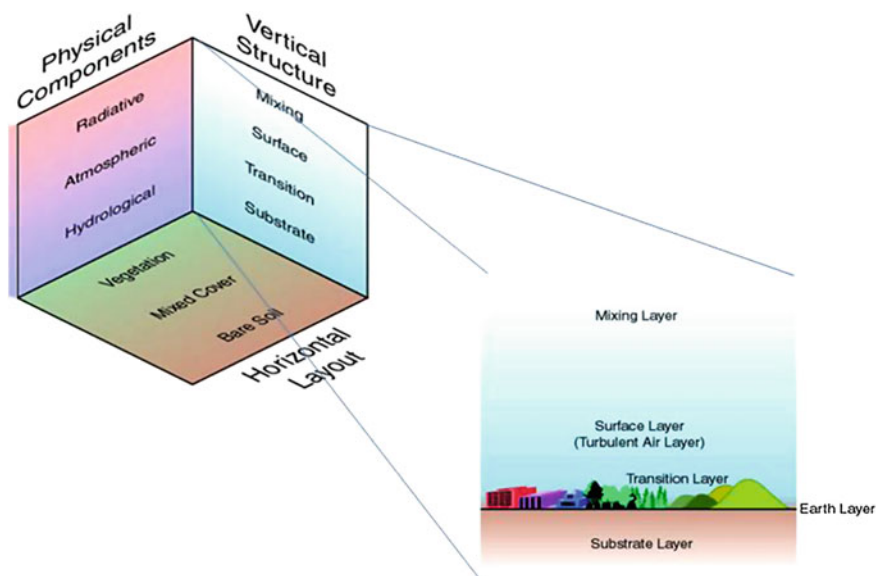 Physical
Components
Vertical
Structure
Radiative
Atmospheric
Hydrological
Mixing
Surface
Transition
Substrate
Vegetation
Mixed Cover
Bare Soil
Horizontal
Layout
Mixing Layer
Surface Layer
(Turbulent Air Layer)
Transition Layer
Earth Layer
Substrate Layer